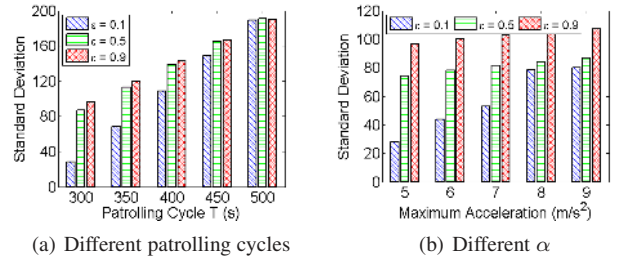 200
160
120
80
40
0
Standard Deviation
ε = 0.1
ε = 0.5
ε = 0.9
300 350 400 450 500
Patrolling Cycle T (s)
(a) Different patrolling cycles
120
100
80
60
40
20
0
Standard Deviation
ε = 0.1 ε = 0.5 ε = 0.9
5 6 7 8 9
Maximum Acceleration (m/s²)
(b) Different α